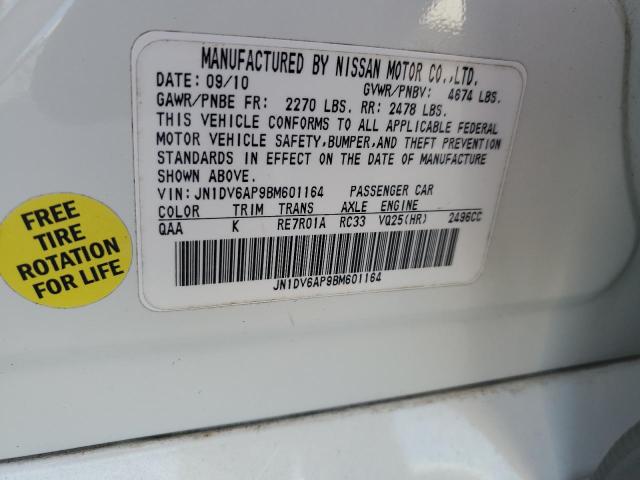 MANUFACTURED BY NISSAN MOTOR CO.,LTD.
DATE: 09/10 GVWR/PNBV: 4674 LBS.
GAWR/PNBE FR: 2270 LBS. RR: 2478 LBS.
THIS VEHICLE CONFORMS TO ALL APPLICABLE FEDERAL
MOTOR VEHICLE SAFETY,BUMPER,AND THEFT PREVENTION
STANDARDS IN EFFECT ON THE DATE OF MANUFACTURE
SHOWN ABOVE.
VIN: JN1DV6AP9BM601164 PASSENGER CAR
COLOR TRIM TRANS AXLE ENGINE
QAA K RE7R01A RC33 VQ25(HR) 2496CC
JN1DV6AP9BM601164
FREE
TIRE
ROTATION
FOR LIFE